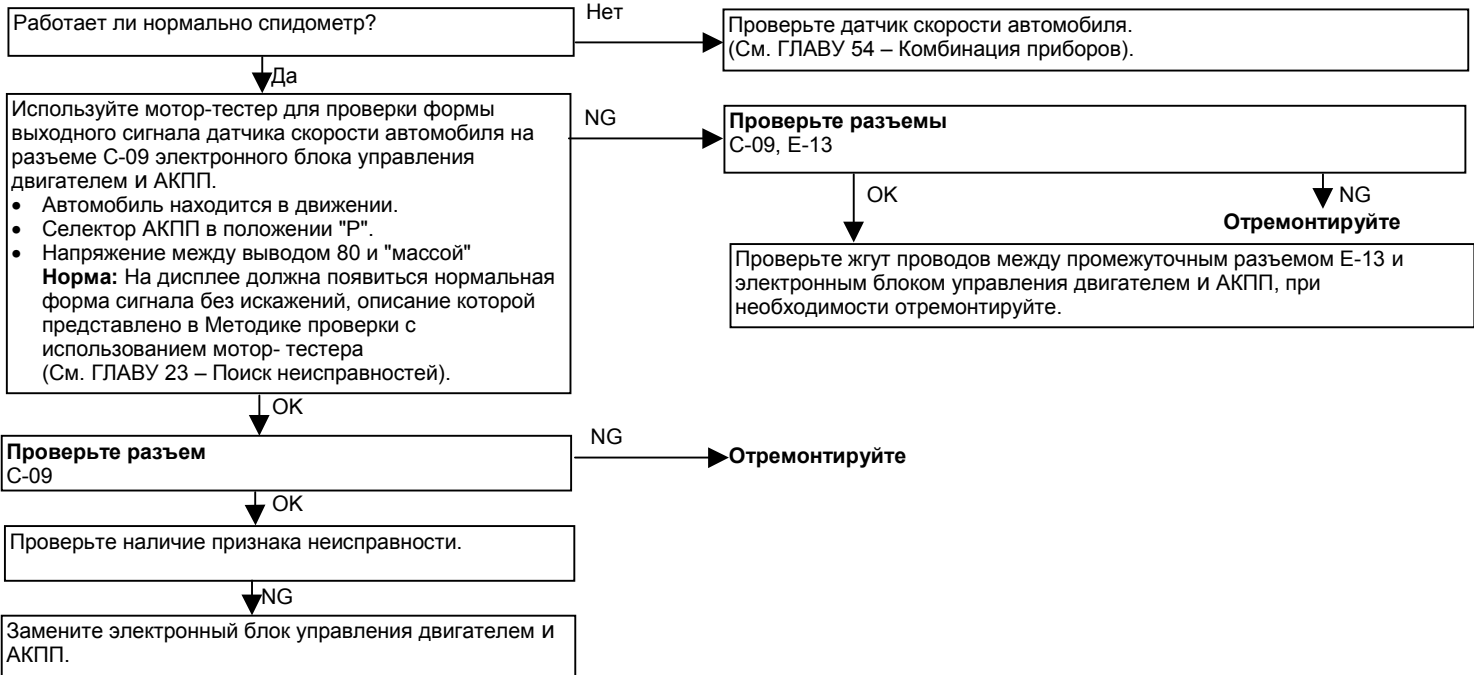 Работает ли нормально спидометр?
Нет
Проверьте датчик скорости автомобиля.
(См. ГЛАВУ 54 – Комбинация приборов).
Да
Используйте мотор-тестер для проверки формы
выходного сигнала датчика скорости автомобиля на
разъеме С-09 электронного блока управления
двигателем и АКПП.
• Автомобиль находится в движении.
• Селектор АКПП в положении "Р".
• Напряжение между выводом 80 и "массой"
Норма: На дисплее должна появиться нормальная
форма сигнала без искажений, описание которой
представлено в Методике проверки с
использованием мотор- тестера
(См. ГЛАВУ 23 – Поиск неисправностей).
NG
Проверьте разъемы
С-09, Е-13
OK
NG
Отремонтируйте
Проверьте жгут проводов между промежуточным разъемом Е-13 и
электронным блоком управления двигателем и АКПП, при
необходимости отремонтируйте.
OK
Проверьте разъем
С-09
NG
Отремонтируйте
OK
Проверьте наличие признака неисправности.
NG
Замените электронный блок управления двигателем и
АКПП.